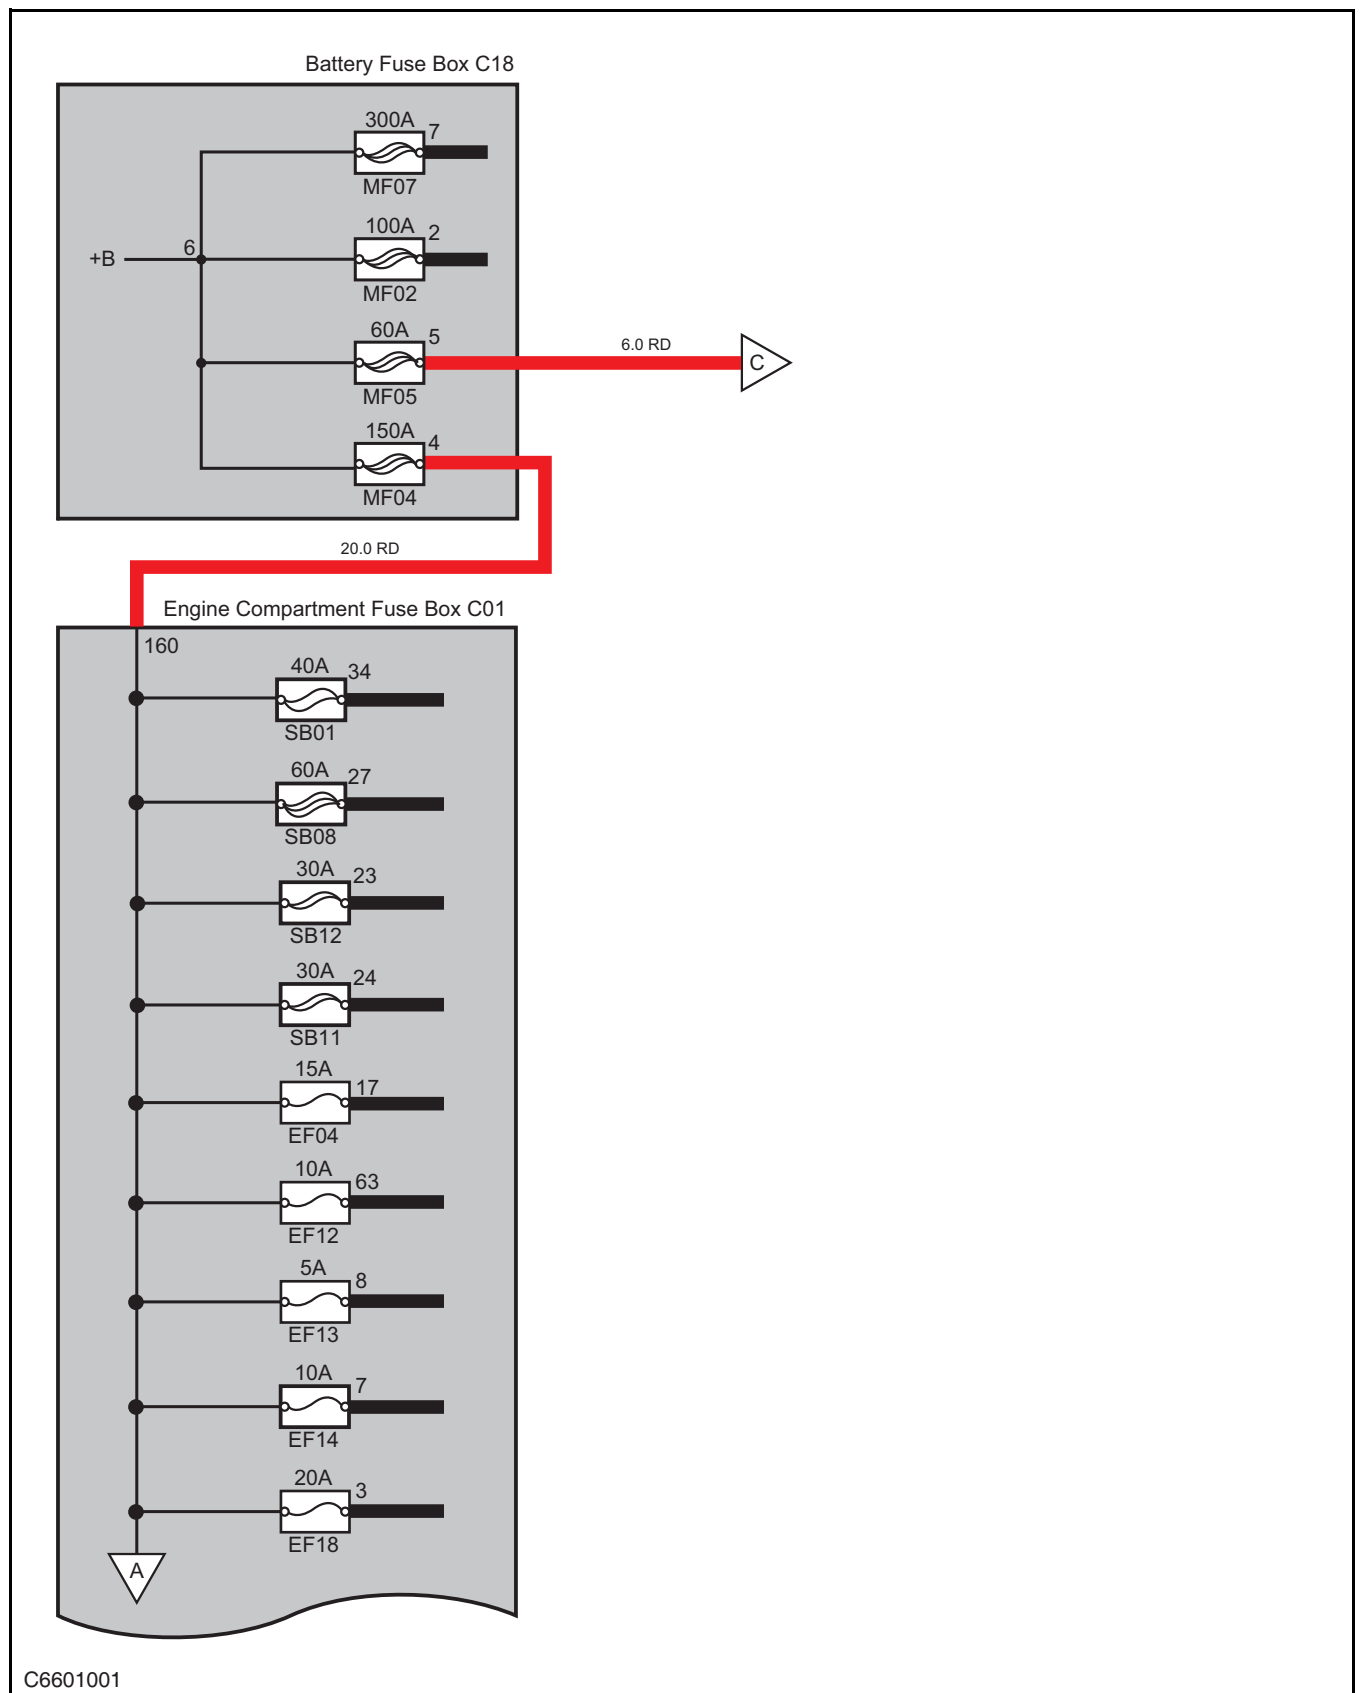 Battery Fuse Box C18
300A
7
MF07
100A
2
+B
6
MF02
60A
5
6.0 RD
C
MF05
150A
4
MF04
20.0 RD
Engine Compartment Fuse Box C01
160
40A
34
SB01
60A
27
SB08
30A
23
SB12
30A
24
SB11
15A
17
EF04
10A
63
EF12
5A
8
EF13
10A
7
EF14
20A
3
EF18
A
C6601001